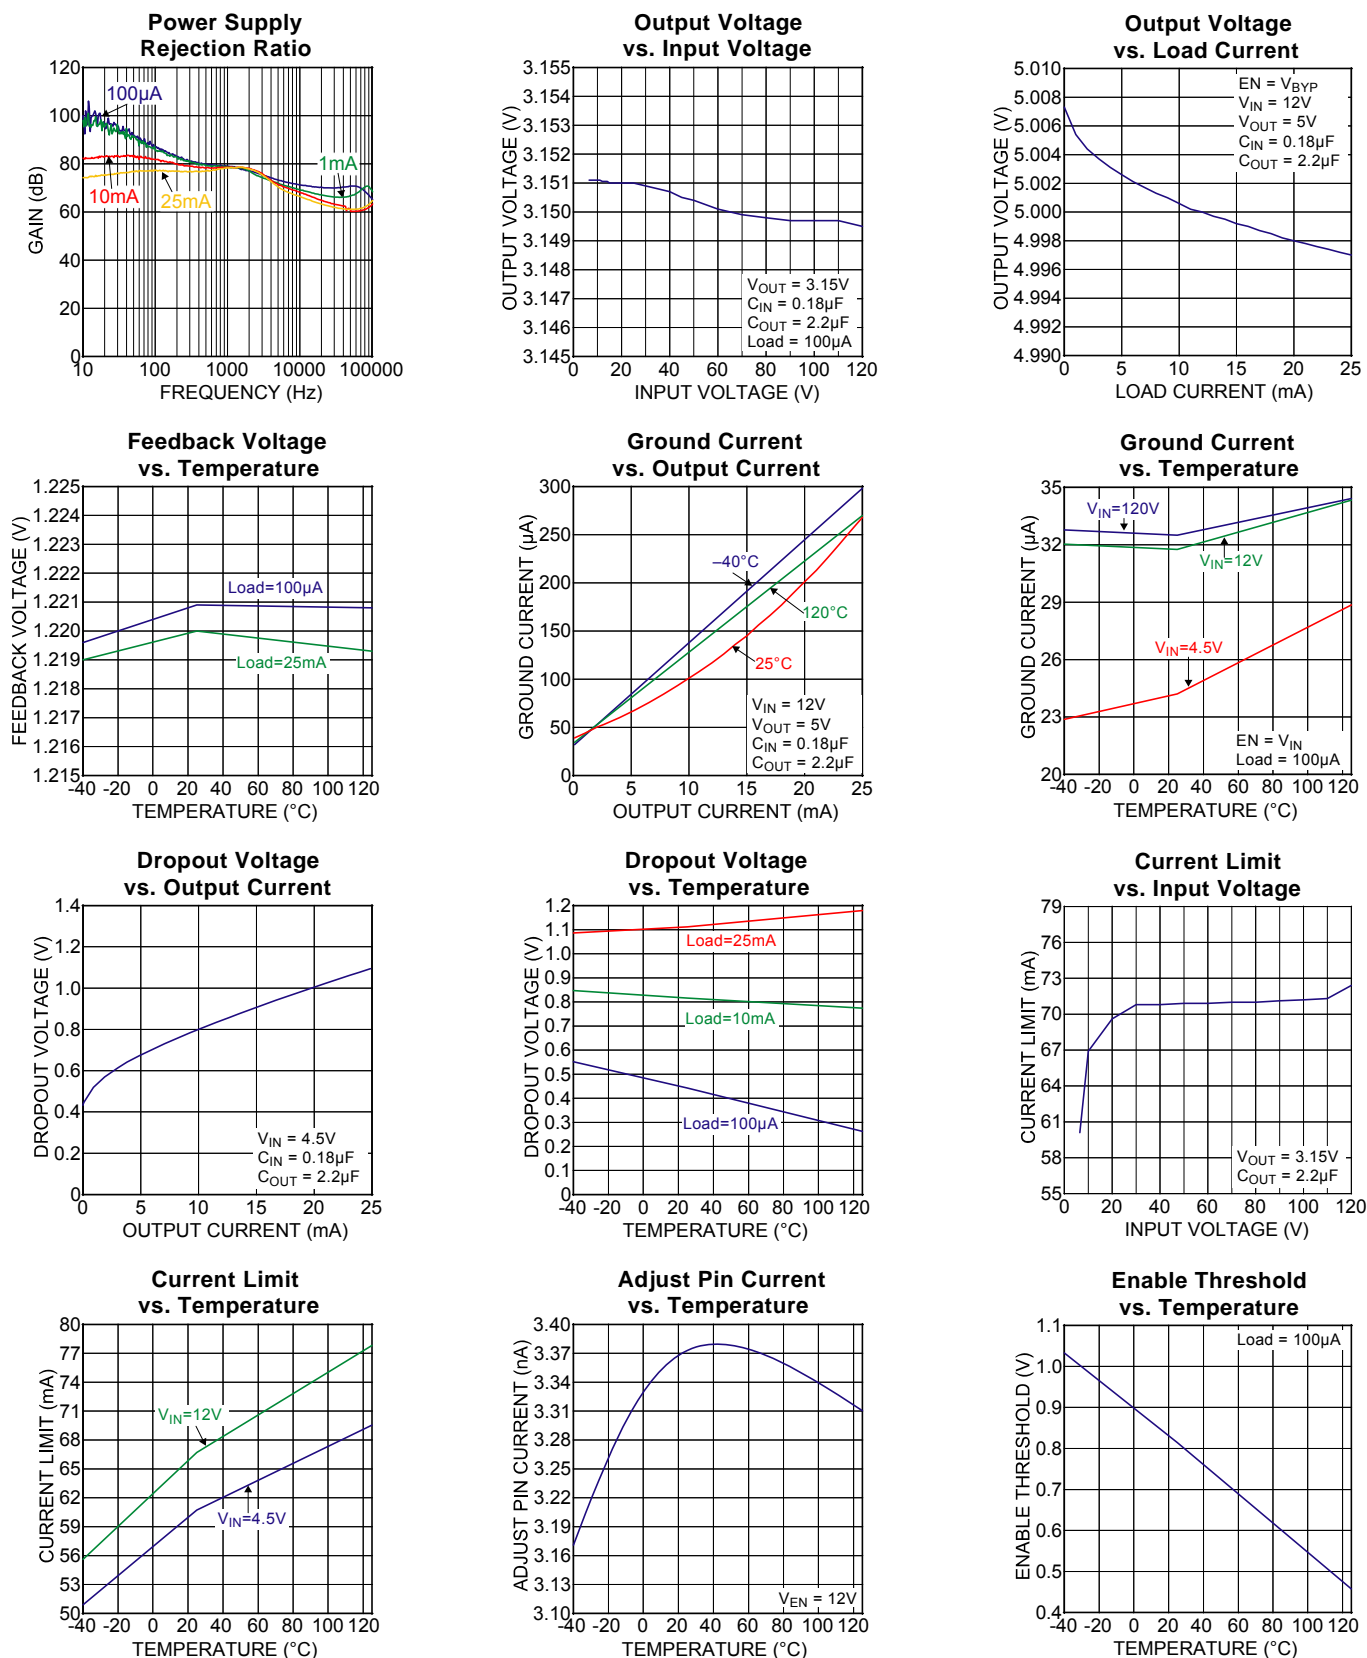 Power Supply
Rejection Ratio
120
100
80
60
40
20
0
GAIN (dB)
100µA
1mA
10mA
25mA
10 100 1000 10000 100000
FREQUENCY (Hz)
Output Voltage
vs. Input Voltage
3.155
3.154
3.153
3.152
3.151
3.150
3.149
3.148
3.147
3.146
3.145
OUTPUT VOLTAGE (V)
VOUT = 3.15V
CIN = 0.18µF
COUT = 2.2µF
Load = 100µA
0 20 40 60 80 100 120
INPUT VOLTAGE (V)
Output Voltage
vs. Load Current
5.010
5.008
5.006
5.004
5.002
5.000
4.998
4.996
4.994
4.992
4.990
OUTPUT VOLTAGE (V)
EN = VBYP
VIN = 12V
VOUT = 5V
CIN = 0.18µF
COUT = 2.2µF
0 5 10 15 20 25
LOAD CURRENT (mA)
Feedback Voltage
vs. Temperature
1.225
1.224
1.223
1.222
1.221
1.220
1.219
1.218
1.217
1.216
1.215
FEEDBACK VOLTAGE (V)
Load=100µA
Load=25mA
-40 -20 0 20 40 60 80 100 120
TEMPERATURE (°C)
Ground Current
vs. Output Current
300
250
200
150
100
50
0
GROUND CURRENT (µA)
–40°C
120°C
25°C
VIN = 12V
VOUT = 5V
CIN = 0.18µF
COUT = 2.2µF
0 5 10 15 20 25
OUTPUT CURRENT (mA)
Ground Current
vs. Temperature
35
32
29
26
23
20
GROUND CURRENT (µA)
VIN=120V
VIN=12V
VIN=4.5V
EN = VIN
Load = 100µA
-40 -20 0 20 40 60 80 100 120
TEMPERATURE (°C)
Dropout Voltage
vs. Output Current
1.4
1.2
1.0
0.8
0.6
0.4
0.2
0
DROPOUT VOLTAGE (V)
VIN = 4.5V
CIN = 0.18µF
COUT = 2.2µF
0 5 10 15 20 25
OUTPUT CURRENT (mA)
Dropout Voltage
vs. Temperature
1.2
1.1
1.0
0.9
0.8
0.7
0.6
0.5
0.4
0.3
0.2
0.1
0
DROPOUT VOLTAGE (V)
Load=25mA
Load=10mA
Load=100µA
-40 -20 0 20 40 60 80 100 120
TEMPERATURE (°C)
Current Limit
vs. Input Voltage
79
76
73
70
67
64
61
58
55
CURRENT LIMIT (mA)
VOUT = 3.15V
COUT = 2.2µF
0 20 40 60 80 100 120
INPUT VOLTAGE (V)
Current Limit
vs. Temperature
80
77
74
71
68
65
62
59
56
53
50
CURRENT LIMIT (mA)
VIN=12V
VIN=4.5V
-40 -20 0 20 40 60 80 100 120
TEMPERATURE (°C)
Adjust Pin Current
vs. Temperature
3.40
3.37
3.34
3.31
3.28
3.25
3.22
3.19
3.16
3.13
3.10
ADJUST PIN CURRENT (nA)
VEN = 12V
-40 -20 0 20 40 60 80 100 120
TEMPERATURE (°C)
Enable Threshold
vs. Temperature
1.1
1.0
0.9
0.8
0.7
0.6
0.5
0.4
ENABLE THRESHOLD (V)
Load = 100µA
-40 -20 0 20 40 60 80 100 120
TEMPERATURE (°C)